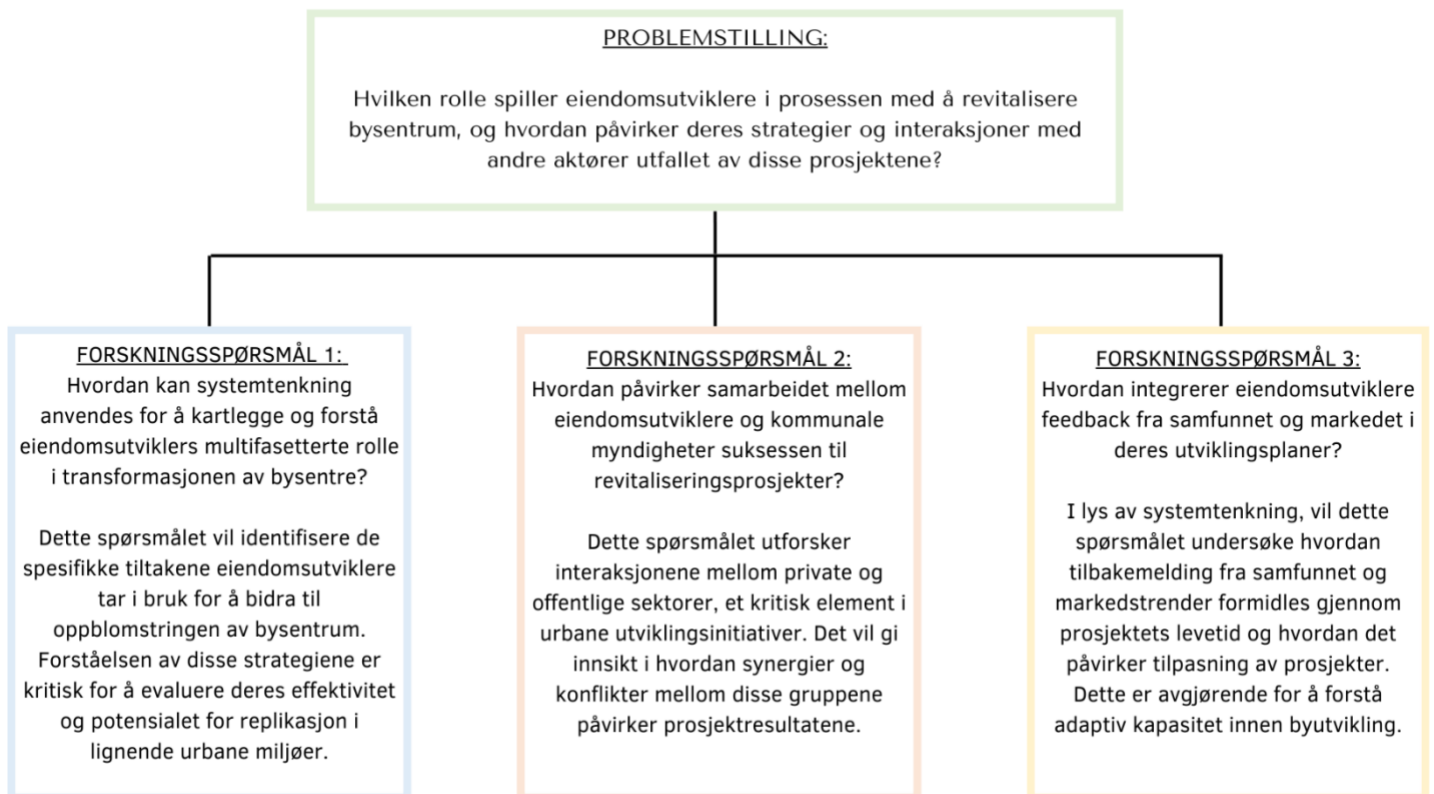 PROBLEMSTILLING:
Hvilken rolle spiller eiendomsutviklere i prosessen med å revitalisere
bysentrum, og hvordan påvirker deres strategier og interaksjoner med
andre aktører utfallet av disse prosjektene?
FORSKNINGSSPØRSMÅL 1:
Hvordan kan systemtenkning
anvendes for å kartlegge og forstå
eiendomsutviklers multifasetterte rolle
i transformasjonen av bysentre?
Dette spørsmålet vil identifisere de
spesifikke tiltakene eiendomsutviklere
tar i bruk for å bidra til
oppblomstringen av bysentrum.
Forståelsen av disse strategiene er
kritisk for å evaluere deres effektivitet
og potensialet for replikasjon i
lignende urbane miljøer.
FORSKNINGSSPØRSMÅL 2:
Hvordan påvirker samarbeidet mellom
eiendomsutviklere og kommunale
myndigheter suksessen til
revitaliseringsprosjekter?
Dette spørsmålet utforsker
interaksjonene mellom private og
offentlige sektorer, et kritisk element i
urbane utviklingsinitiativer. Det vil gi
innsikt i hvordan synergier og
konflikter mellom disse gruppene
påvirker prosjektresultatene.
FORSKNINGSSPØRSMÅL 3:
Hvordan integrerer eiendomsutviklere
feedback fra samfunnet og markedet i
deres utviklingsplaner?
I lys av systemtenkning, vil dette
spørsmålet undersøke hvordan
tilbakemelding fra samfunnet og
markedstrender formidles gjennom
prosjektets levetid og hvordan det
påvirker tilpasning av prosjekter.
Dette er avgjørende for å forstå
adaptiv kapasitet innen byutvikling.